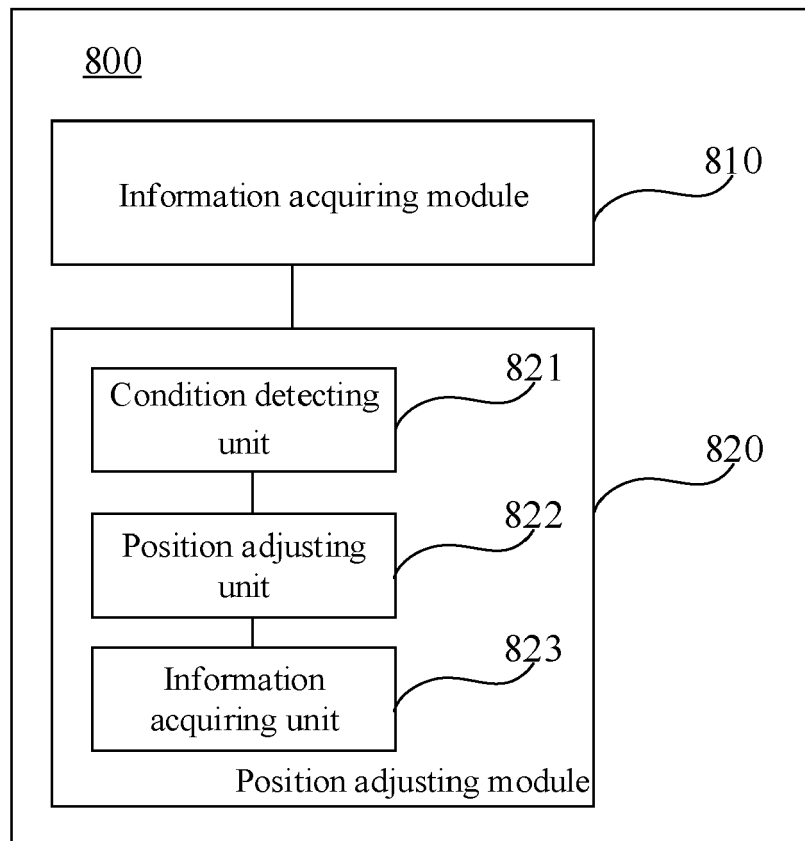 800
Information acquiring module
810
Condition detecting
unit
821
820
Position adjusting
unit
822
Information
acquiring unit
823
Position adjusting module